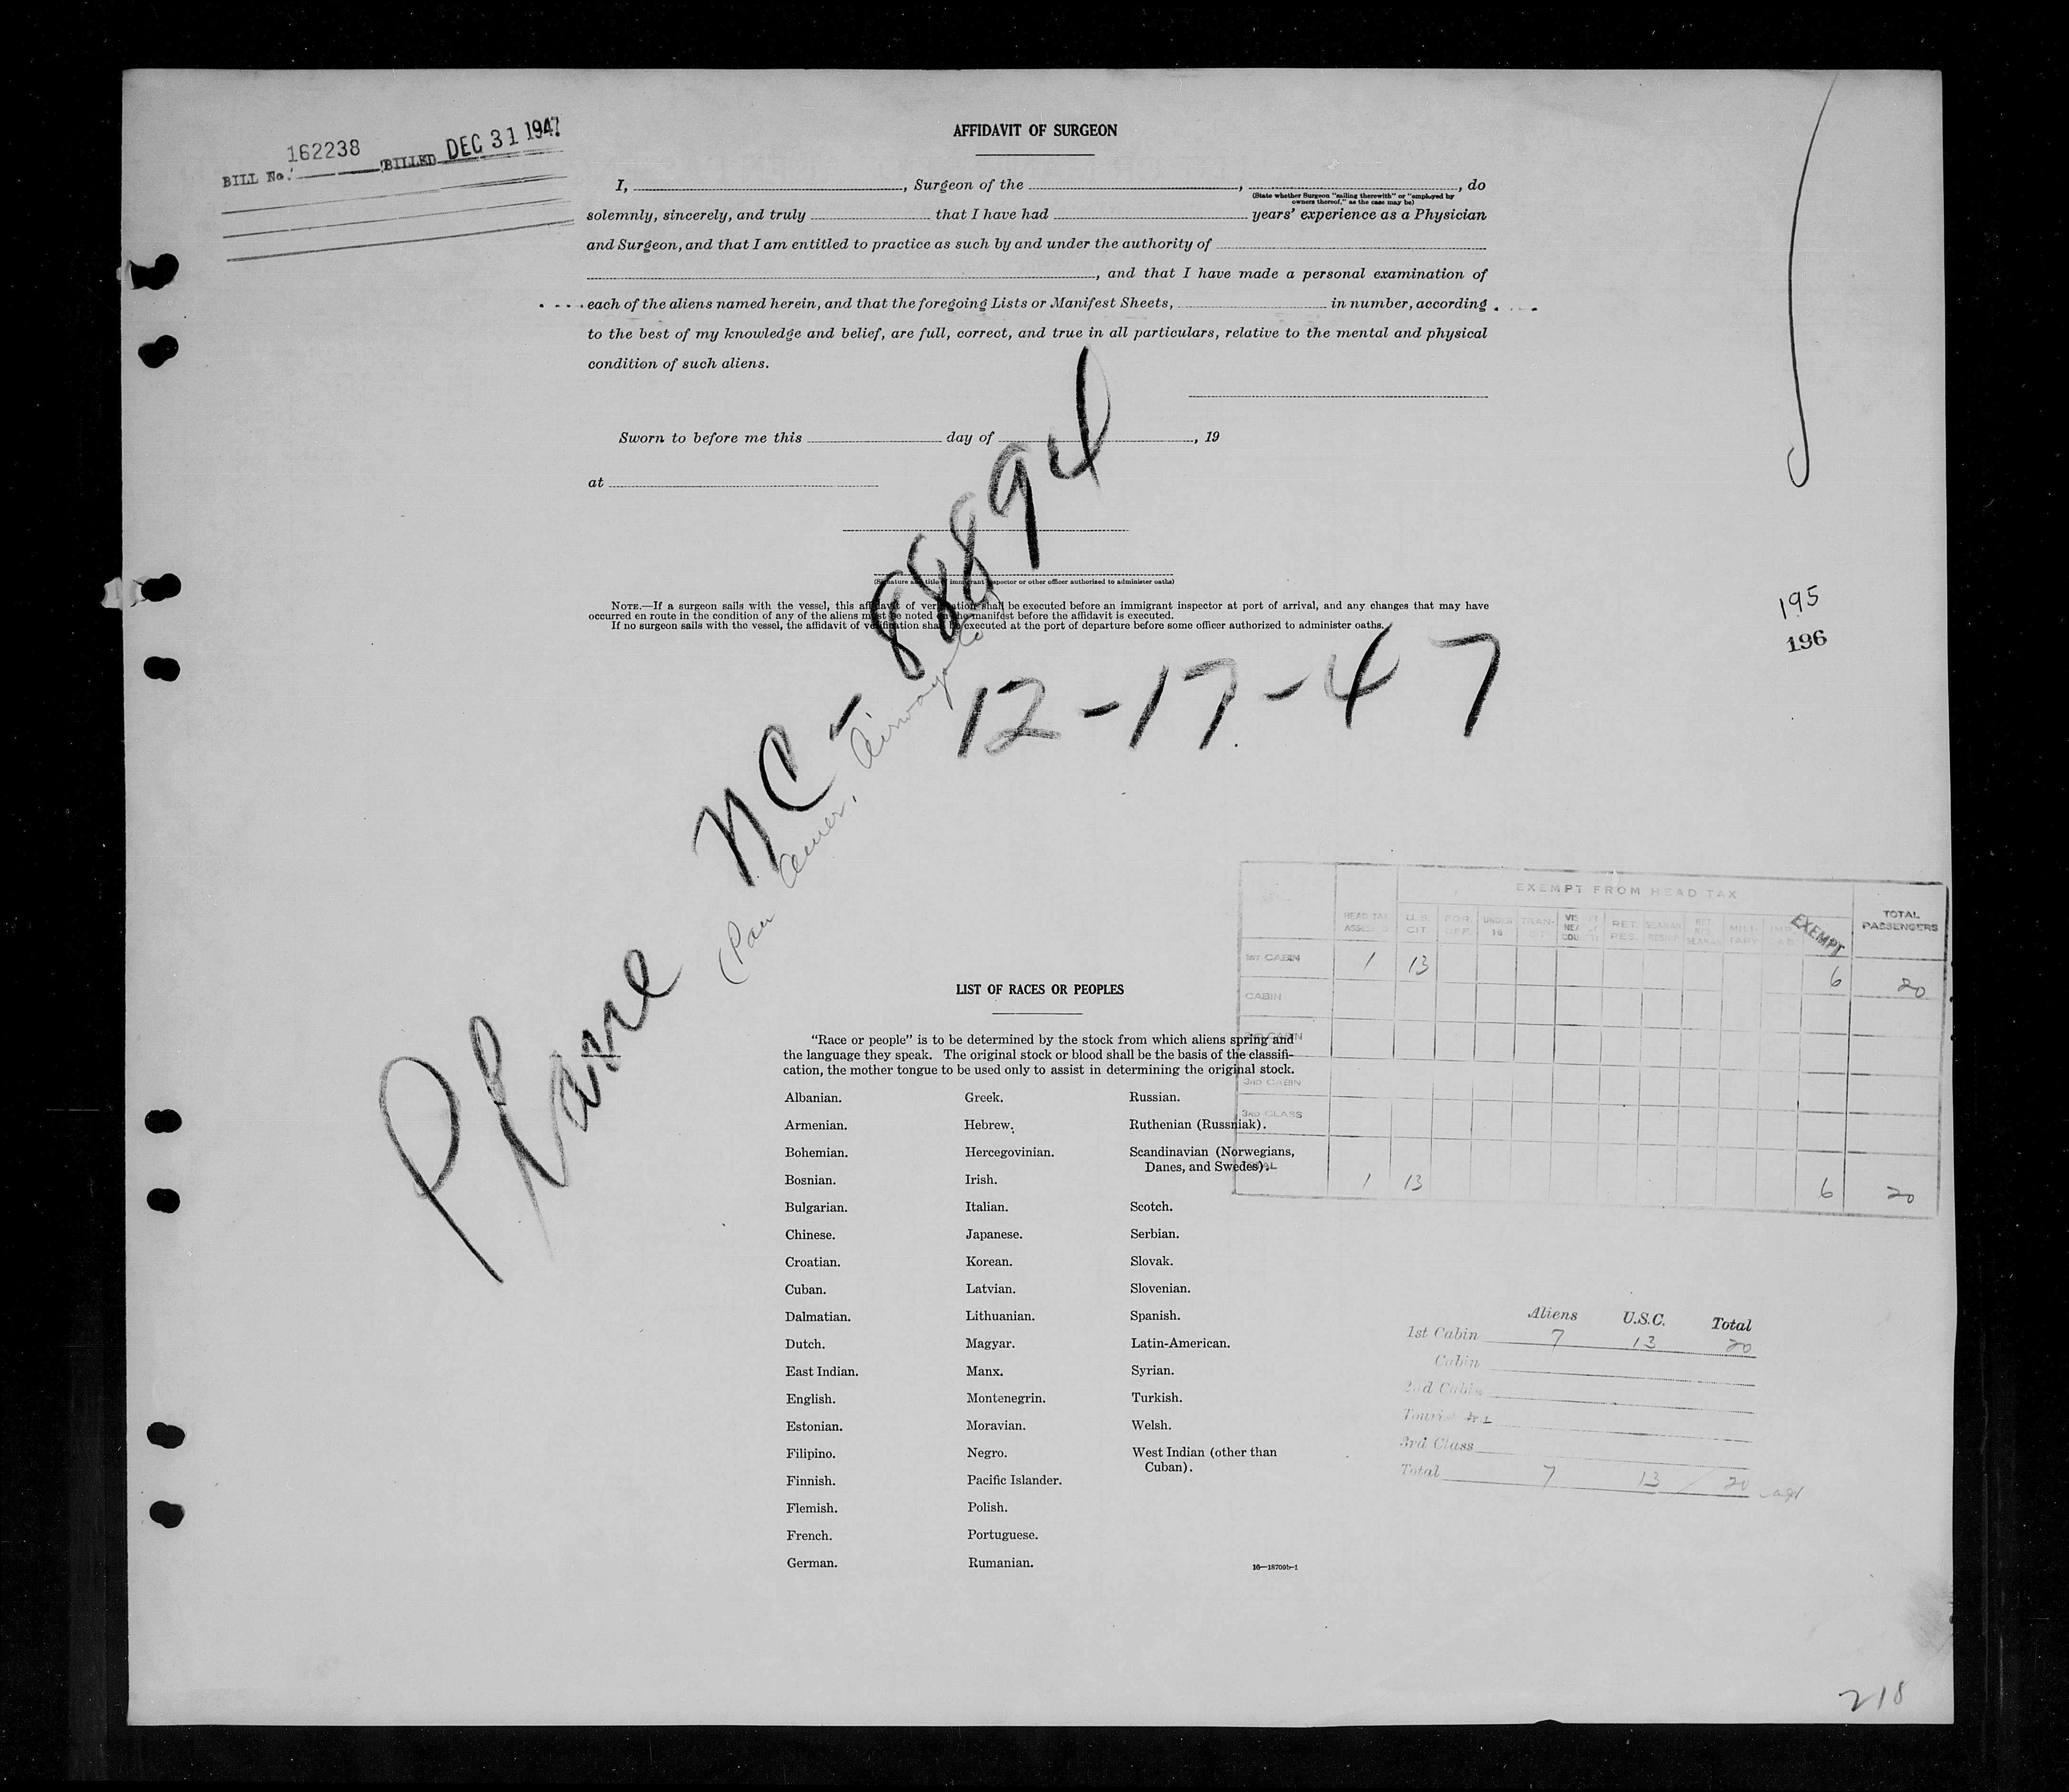 162238
BILL No. BILLED DEC 31 1947
AFFIDAVIT OF SURGEON
I, , Surgeon of the , , do
(State whether Surgeon "sailing therewith" or "employed by
owners thereof," as the case may be)
solemnly, sincerely, and truly that I have had years' experience as a Physician
and Surgeon, and that I am entitled to practice as such by and under the authority of
, and that I have made a personal examination of
each of the aliens named herein, and that the foregoing Lists or Manifest Sheets, in number, according
to the best of my knowledge and belief, are full, correct, and true in all particulars, relative to the mental and physical
condition of such aliens.
Sworn to before me this day of , 19
at
(Signature and title of immigrant inspector or other officer authorized to administer oaths)
NOTE.—If a surgeon sails with the vessel, this affidavit of verification shall be executed before an immigrant inspector at port of arrival, and any changes that may have
occurred en route in the condition of any of the aliens must be noted on the manifest before the affidavit is executed.
If no surgeon sails with the vessel, the affidavit of verification shall be executed at the port of departure before some officer authorized to administer oaths.
195
196
Plane NC-88894
(Pan Amer. Airways Co
12-17-47
EXEMPT FROM HEAD TAX
HEAD TAX ASSESSED U.S. CIT. FOR. OFF. UNDER 16 TRAN-SIT RET. RES. MILI-TARY EXEMPT TOTAL PASSENGERS
1ST CABIN 1 13 6 20
CABIN
2ND CABIN
3RD CABIN
3RD CLASS
1 13 6 20
LIST OF RACES OR PEOPLES
"Race or people" is to be determined by the stock from which aliens spring and
the language they speak. The original stock or blood shall be the basis of the classifi-
cation, the mother tongue to be used only to assist in determining the original stock.
Albanian. Greek. Russian.
Armenian. Hebrew. Ruthenian (Russniak).
Bohemian. Hercegovinian. Scandinavian (Norwegians,
Danes, and Swedes).
Bosnian. Irish.
Bulgarian. Italian. Scotch.
Chinese. Japanese. Serbian.
Croatian. Korean. Slovak.
Cuban. Latvian. Slovenian.
Dalmatian. Lithuanian. Spanish.
Dutch. Magyar. Latin-American.
East Indian. Manx. Syrian.
English. Montenegrin. Turkish.
Estonian. Moravian. Welsh.
Filipino. Negro. West Indian (other than
Cuban).
Finnish. Pacific Islander.
Flemish. Polish.
French. Portuguese.
German. Rumanian.
16—18709b-1
Aliens U.S.C. Total
1st Cabin 7 13 20
Cabin
2nd Cabin
Tourist
3rd Class
Total 7 13 20
218